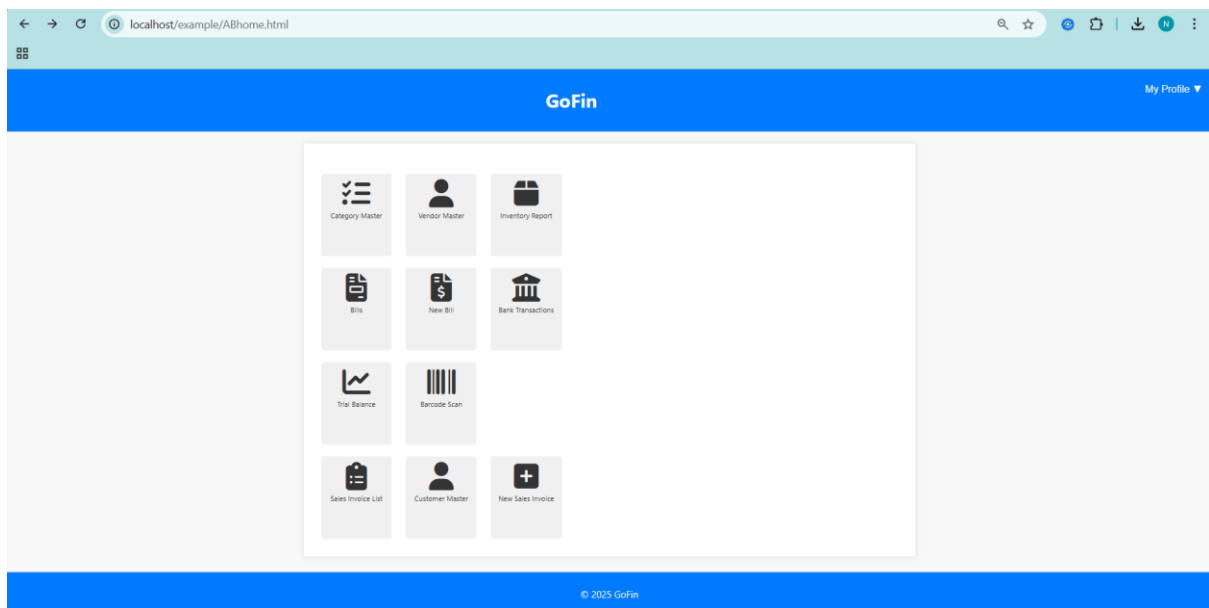 localhost/example/ABhome.html
N
My Profile ▼
GoFin
Category Master Vendor Master Inventory Report
Bills New Bill Bank Transactions
Trial Balance Barcode Scan
Sales Invoice List Customer Master New Sales Invoice
© 2025 GoFin